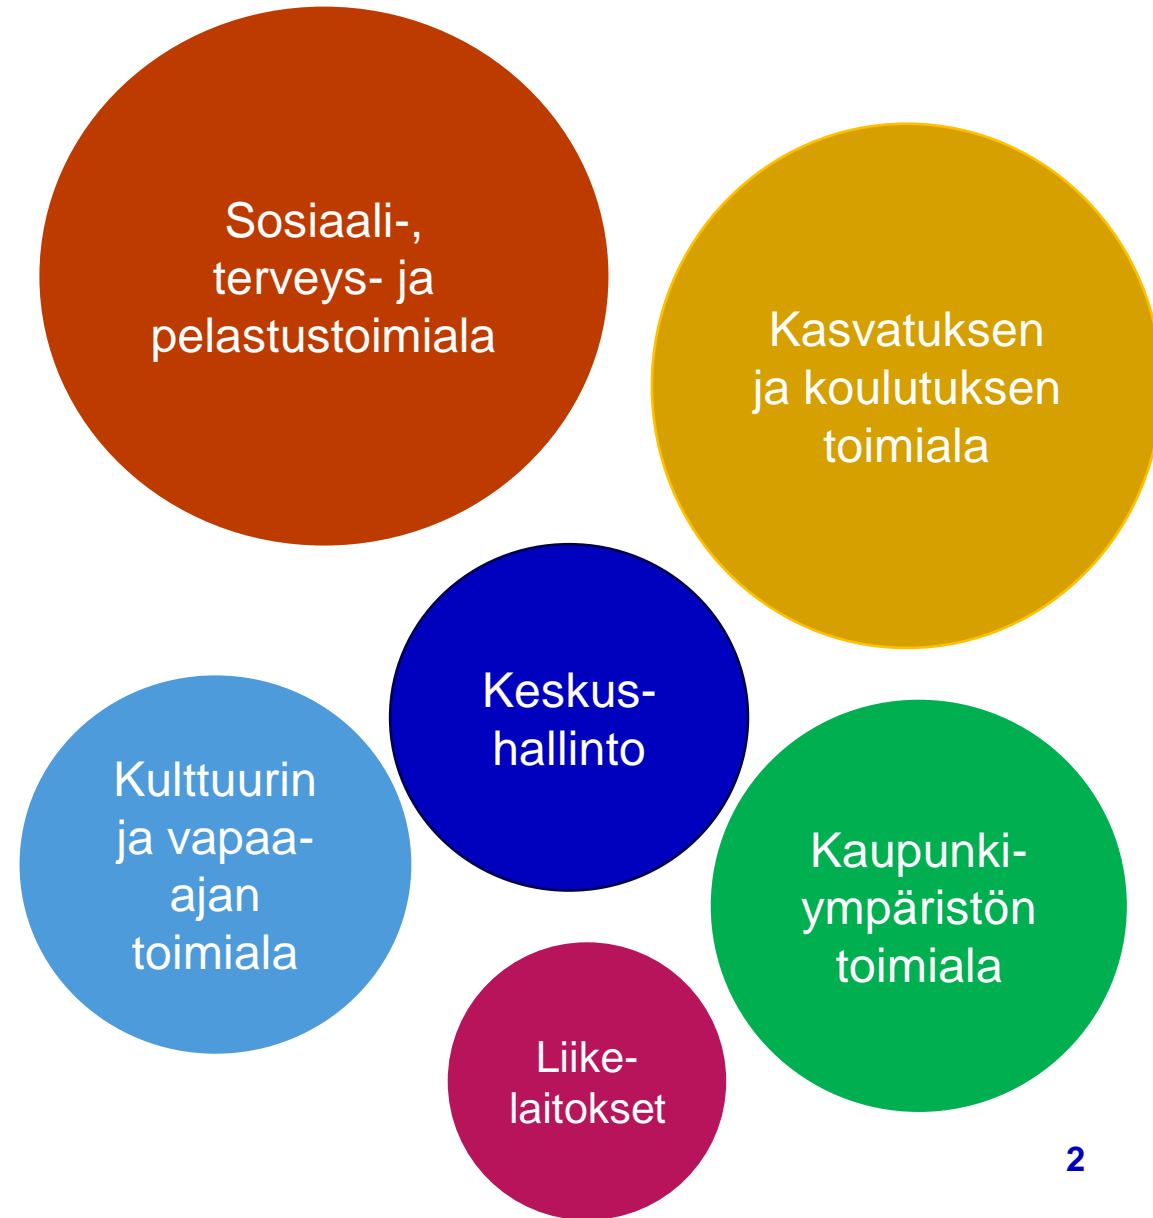 Sosiaali-,
terveys- ja
pelastustoimiala
Kasvatuksen
ja koulutuksen
toimiala
Keskus-
hallinto
Kulttuurin
ja vapaa-
ajan
toimiala
Kaupunki-
ympäristön
toimiala
Liike-
laitokset
2